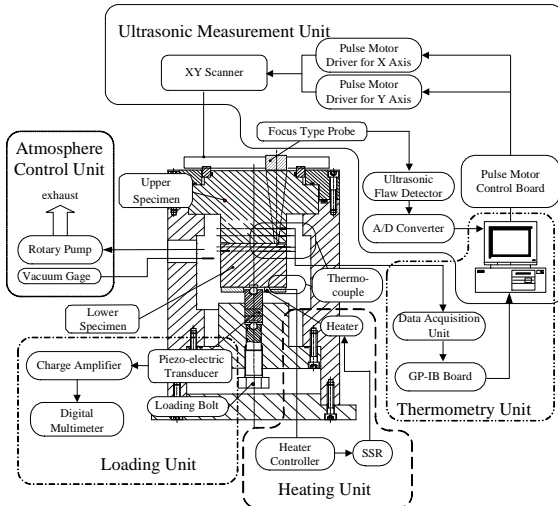 Ultrasonic Measurement Unit
XY Scanner
Pulse Motor
Driver for X Axis
Pulse Motor
Driver for Y Axis
Focus Type Probe
Atmosphere
Control Unit
exhaust
Rotary Pump
Vacuum Gage
Upper
Specimen
Ultrasonic
Flaw Detector
A/D Converter
Pulse Motor
Control Board
Thermo-
couple
Lower
Specimen
Heater
Data Acquisition
Unit
GP-IB Board
Thermometry Unit
Charge Amplifier
Piezo-electric
Transducer
Digital
Multimeter
Loading Bolt
Loading Unit
Heater
Controller
SSR
Heating Unit